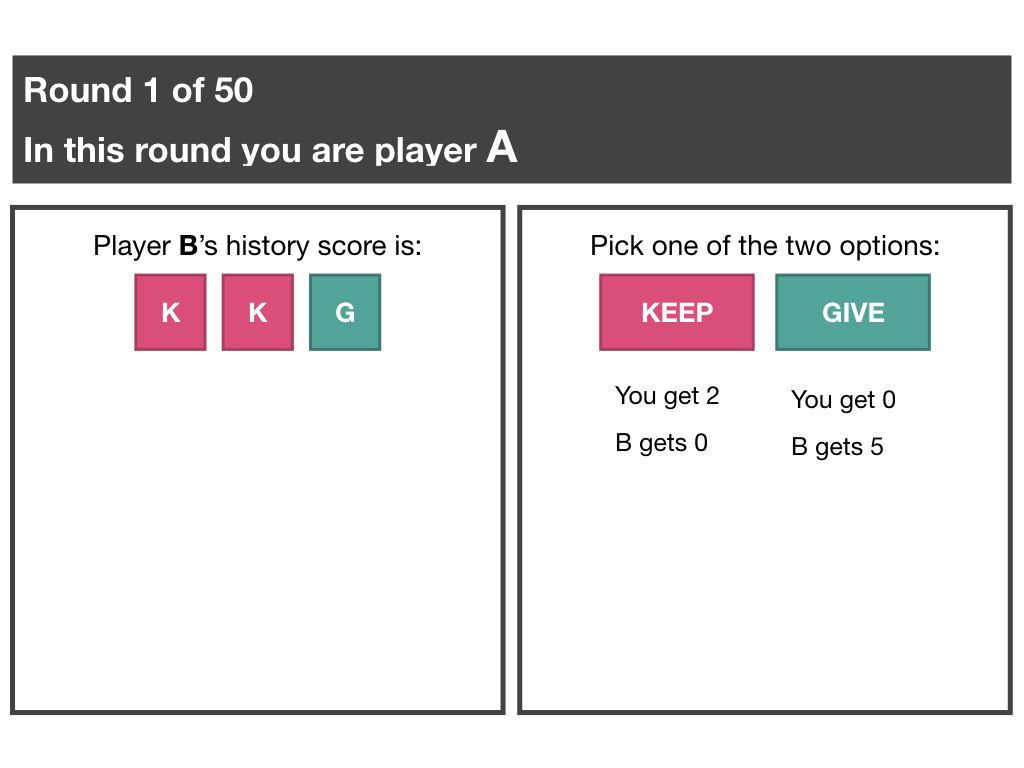 Round 1 of 50
In this round you are player A
Player B’s history score is:
K K G
Pick one of the two options:
KEEP GIVE
You get 2
B gets 0
You get 0
B gets 5